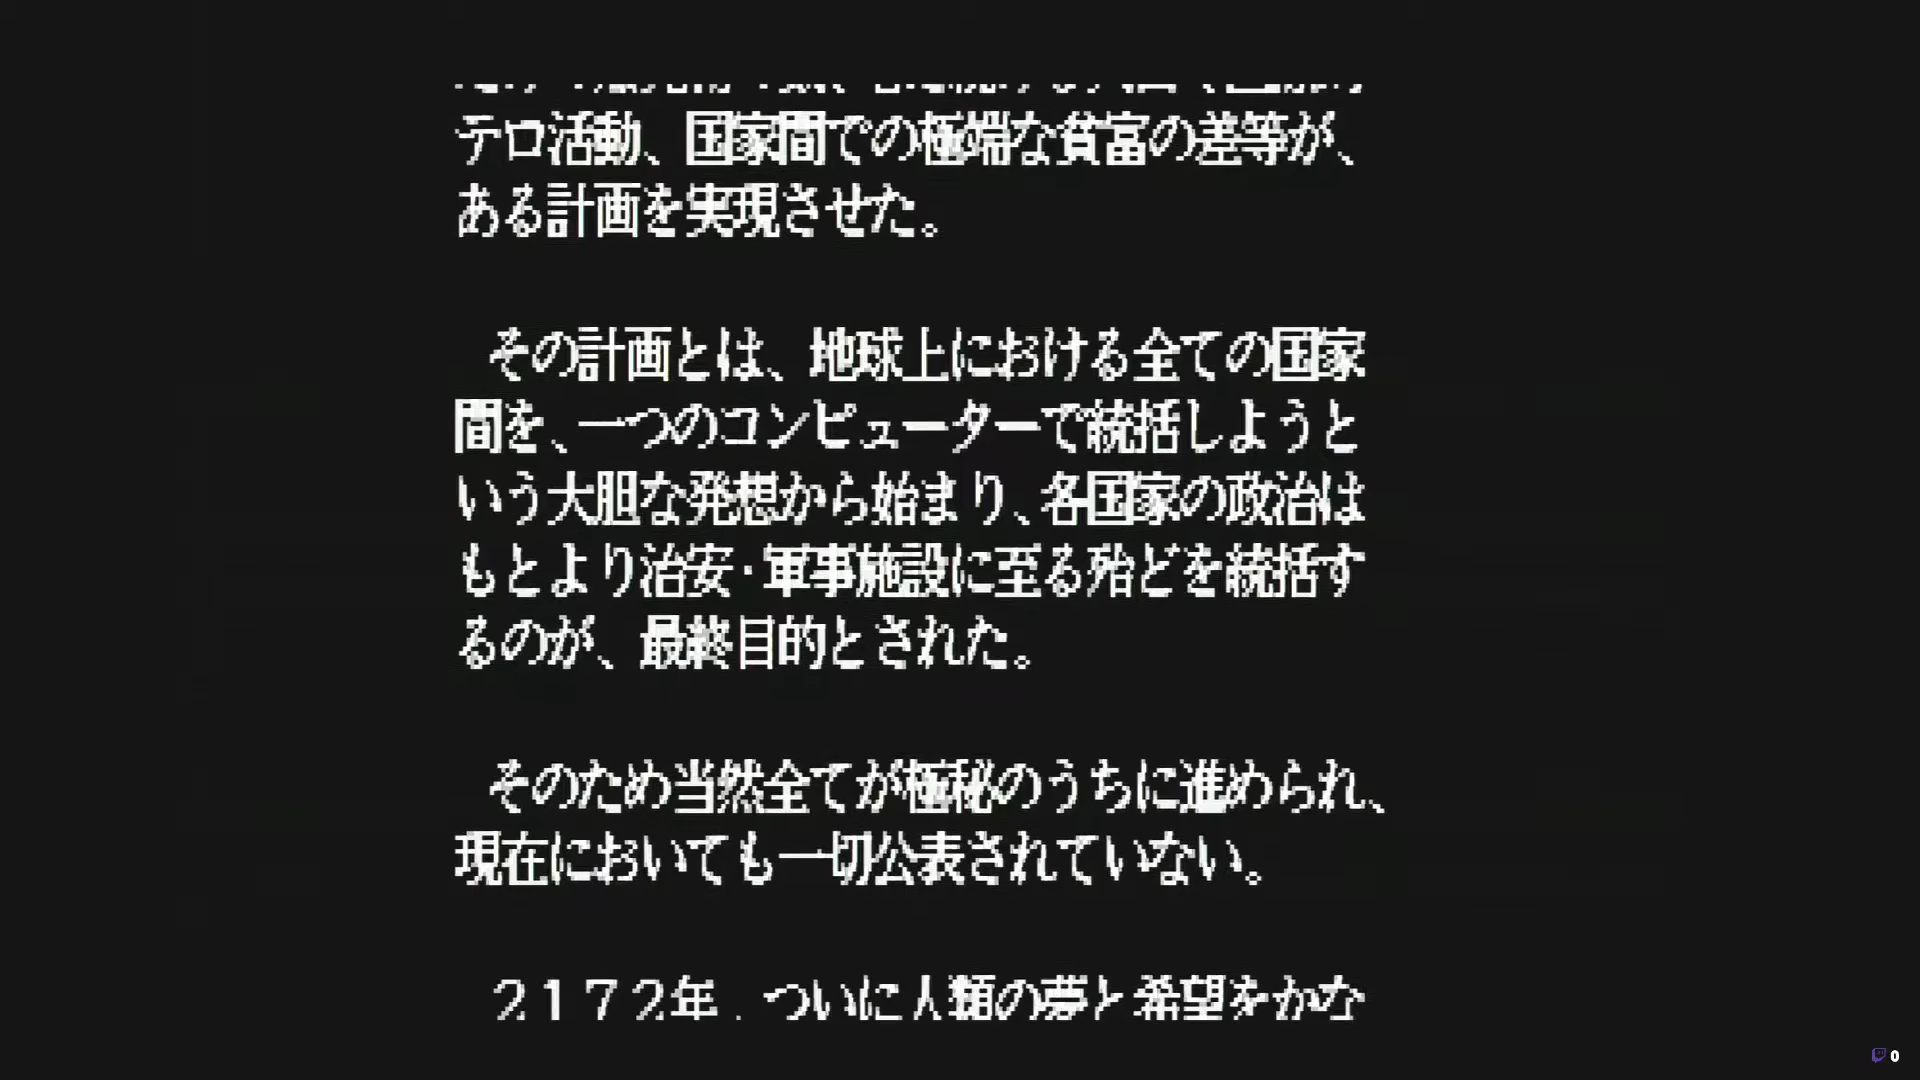 テロ活動、国家間での極端な貧富の差等が、
ある計画を実現させた。
その計画とは、地球上における全ての国家
間を、一つのコンピューターで統括しようと
いう大胆な発想から始まり、各国家の政治は
もとより治安・軍事施設に至る殆どを統括す
るのが、最終目的とされた。
そのため当然全てが極秘のうちに進められ、
現在においても一切公表されていない。
２１７２年、ついに人類の夢と希望をかな
0